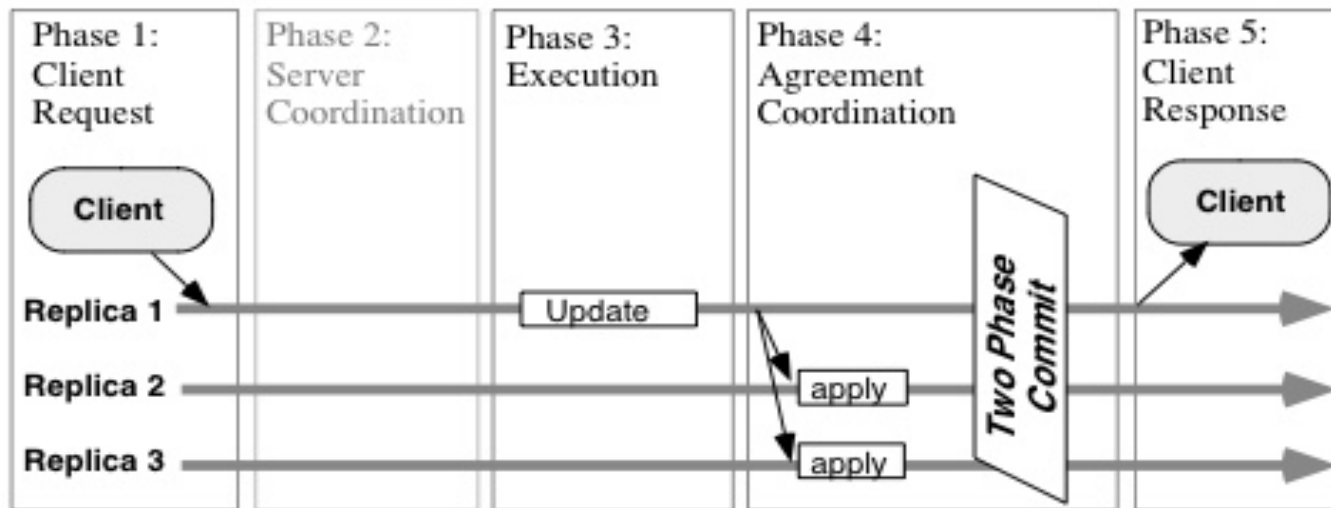 Phase 1:
Client
Request
Phase 2:
Server
Coordination
Phase 3:
Execution
Phase 4:
Agreement
Coordination
Phase 5:
Client
Response
Client
Client
Replica 1
Update
Replica 2
apply
Replica 3
apply
Two Phase
Commit